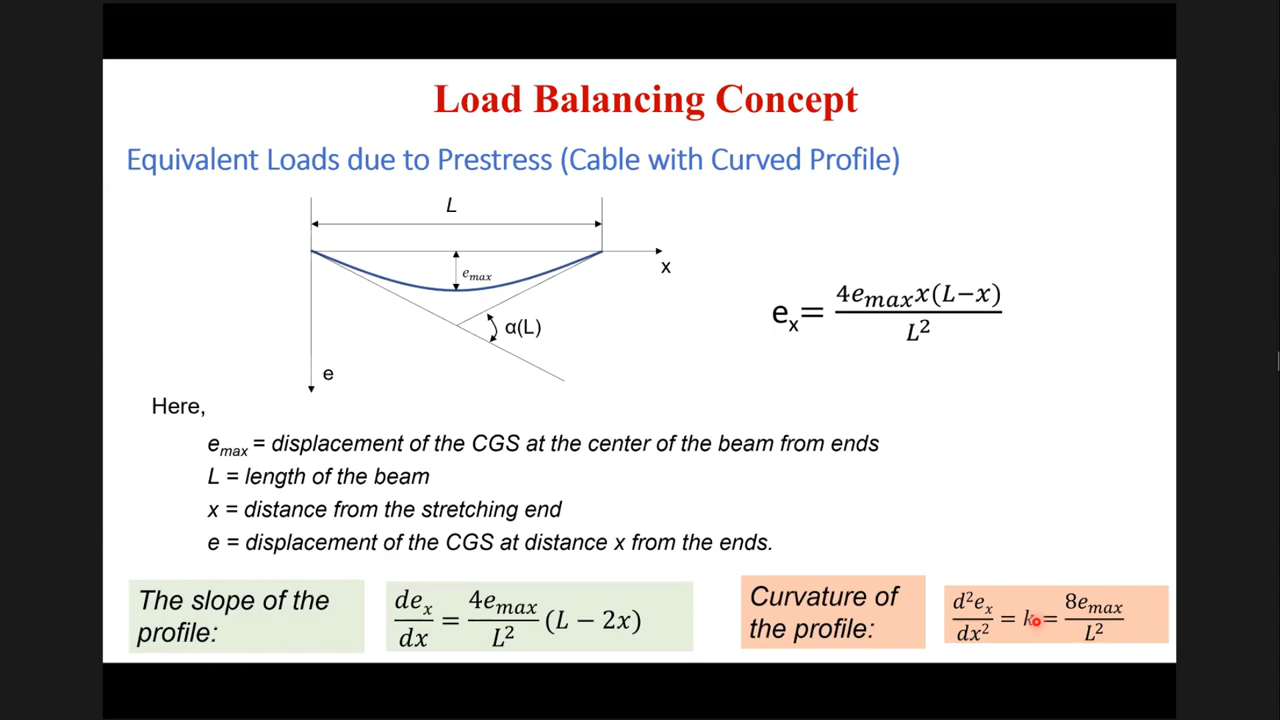 Load Balancing Concept
Equivalent Loads due to Prestress (Cable with Curved Profile)
L
x
e_max
α(L)
e
e_x = 4e_max x(L−x) / L²
Here,
e_max = displacement of the CGS at the center of the beam from ends
L = length of the beam
x = distance from the stretching end
e = displacement of the CGS at distance x from the ends.
The slope of the
profile:
de_x/dx = 4e_max/L² (L − 2x)
Curvature of
the profile:
d²e_x/dx² = k = 8e_max/L²